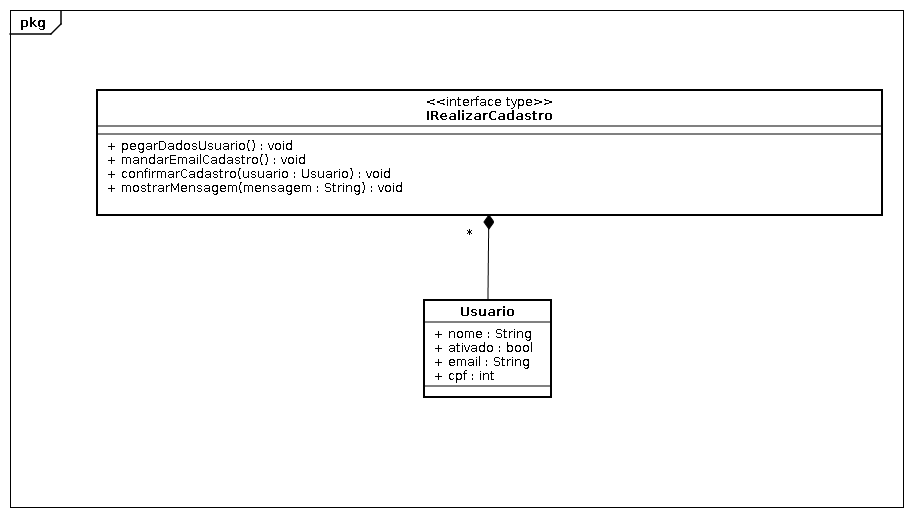 pkg
<<interface type>>
IRealizarCadastro
+ pegarDadosUsuario() : void
+ mandarEmailCadastro() : void
+ confirmarCadastro(usuario : Usuario) : void
+ mostrarMensagem(mensagem : String) : void
*
Usuario
+ nome : String
+ ativado : bool
+ email : String
+ cpf : int